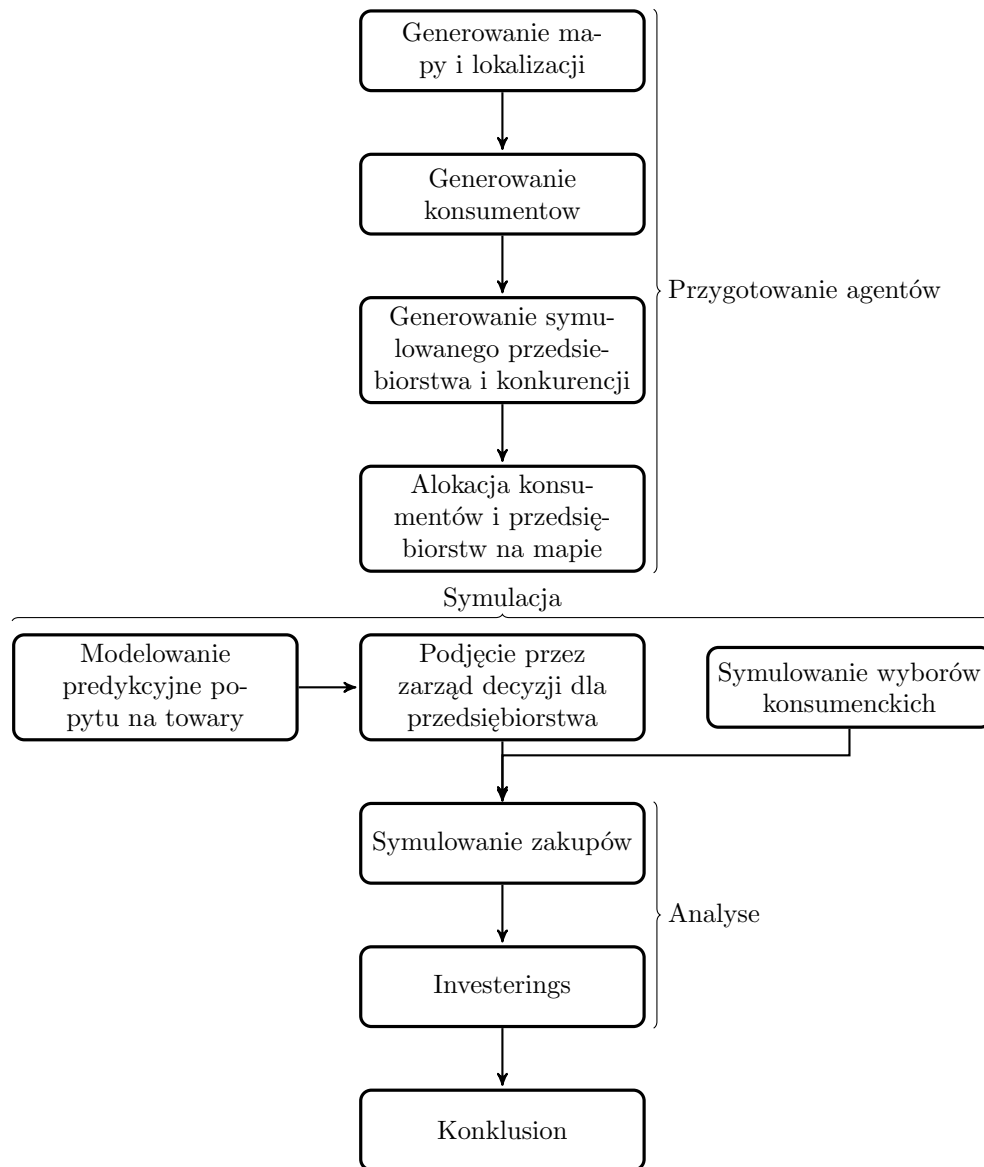 Generowanie ma-
py i lokalizacji
Generowanie
konsumentow
Generowanie symu-
lowanego przedsie-
biorstwa i konkurencji
Alokacja konsu-
mentów i przedsię-
biorstw na mapie
Przygotowanie agentów
Symulacja
Modelowanie
predykcyjne po-
pytu na towary
Podjęcie przez
zarząd decyzji dla
przedsiębiorstwa
Symulowanie wyborów
konsumenckich
Symulowanie zakupów
Analyse
Investerings
Konklusion